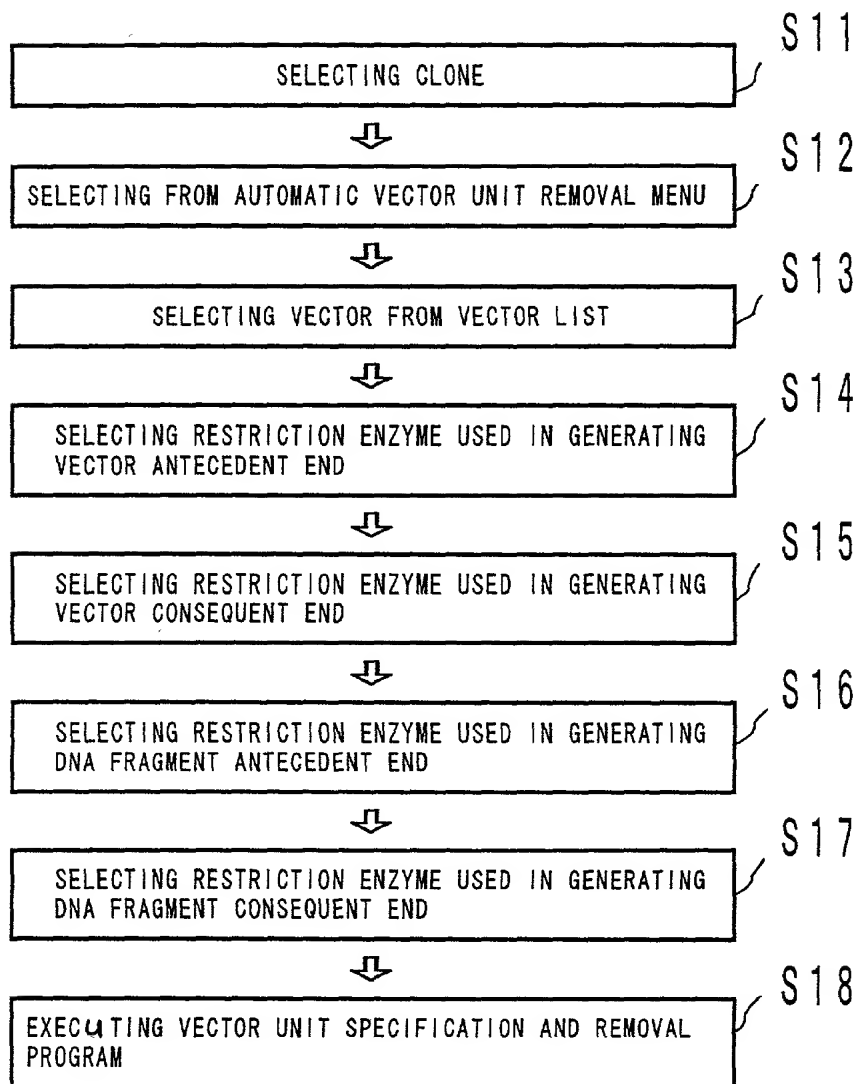 S11
SELECTING CLONE
S12
SELECTING FROM AUTOMATIC VECTOR UNIT REMOVAL MENU
S13
SELECTING VECTOR FROM VECTOR LIST
S14
SELECTING RESTRICTION ENZYME USED IN GENERATING
VECTOR ANTECEDENT END
S15
SELECTING RESTRICTION ENZYME USED IN GENERATING
VECTOR CONSEQUENT END
S16
SELECTING RESTRICTION ENZYME USED IN GENERATING
DNA FRAGMENT ANTECEDENT END
S17
SELECTING RESTRICTION ENZYME USED IN GENERATING
DNA FRAGMENT CONSEQUENT END
S18
EXECUTING VECTOR UNIT SPECIFICATION AND REMOVAL
PROGRAM